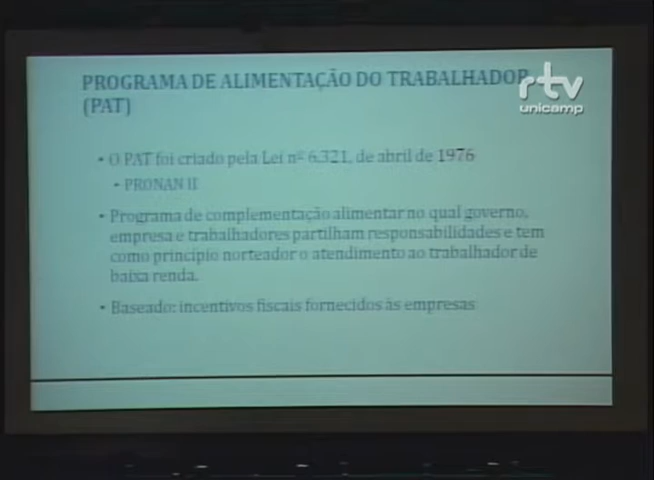 PROGRAMA DE ALIMENTAÇÃO DO TRABALHADOR
(PAT)
rtv
unicamp
• O PAT foi criado pela Lei nº 6.321, de abril de 1976
• PRONAN II
• Programa de complementação alimentar no qual governo,
empresa e trabalhadores partilham responsabilidades e tem
como princípio norteador o atendimento ao trabalhador de
baixa renda.
• Baseado: incentivos fiscais fornecidos às empresas